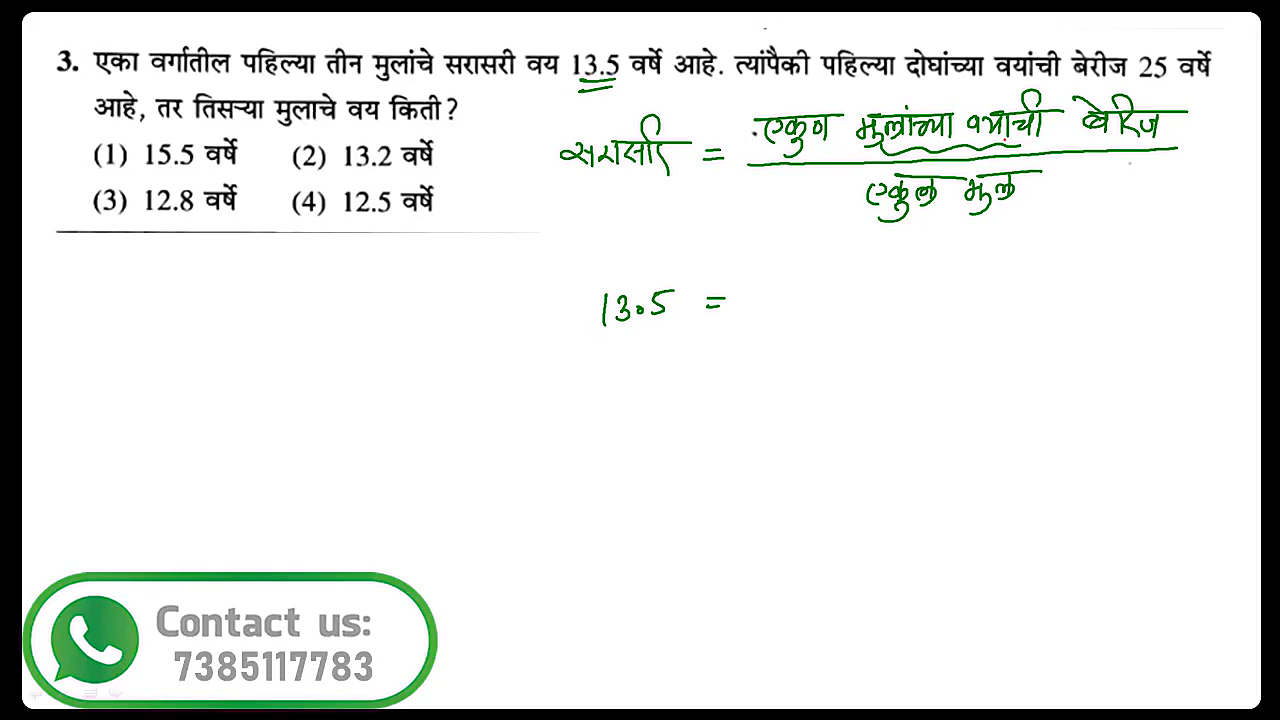 3. एका वर्गातील पहिल्या तीन मुलांचे सरासरी वय 13.5 वर्षे आहे. त्यांपैकी पहिल्या दोघांच्या वयांची बेरीज 25 वर्षे
आहे, तर तिसऱ्या मुलाचे वय किती?
(1) 15.5 वर्षे (2) 13.2 वर्षे
(3) 12.8 वर्षे (4) 12.5 वर्षे
सरासरि = एकुण मुलांच्या वयांची बेरिज
एकुल मुल
13.5 =
Contact us:
7385117783